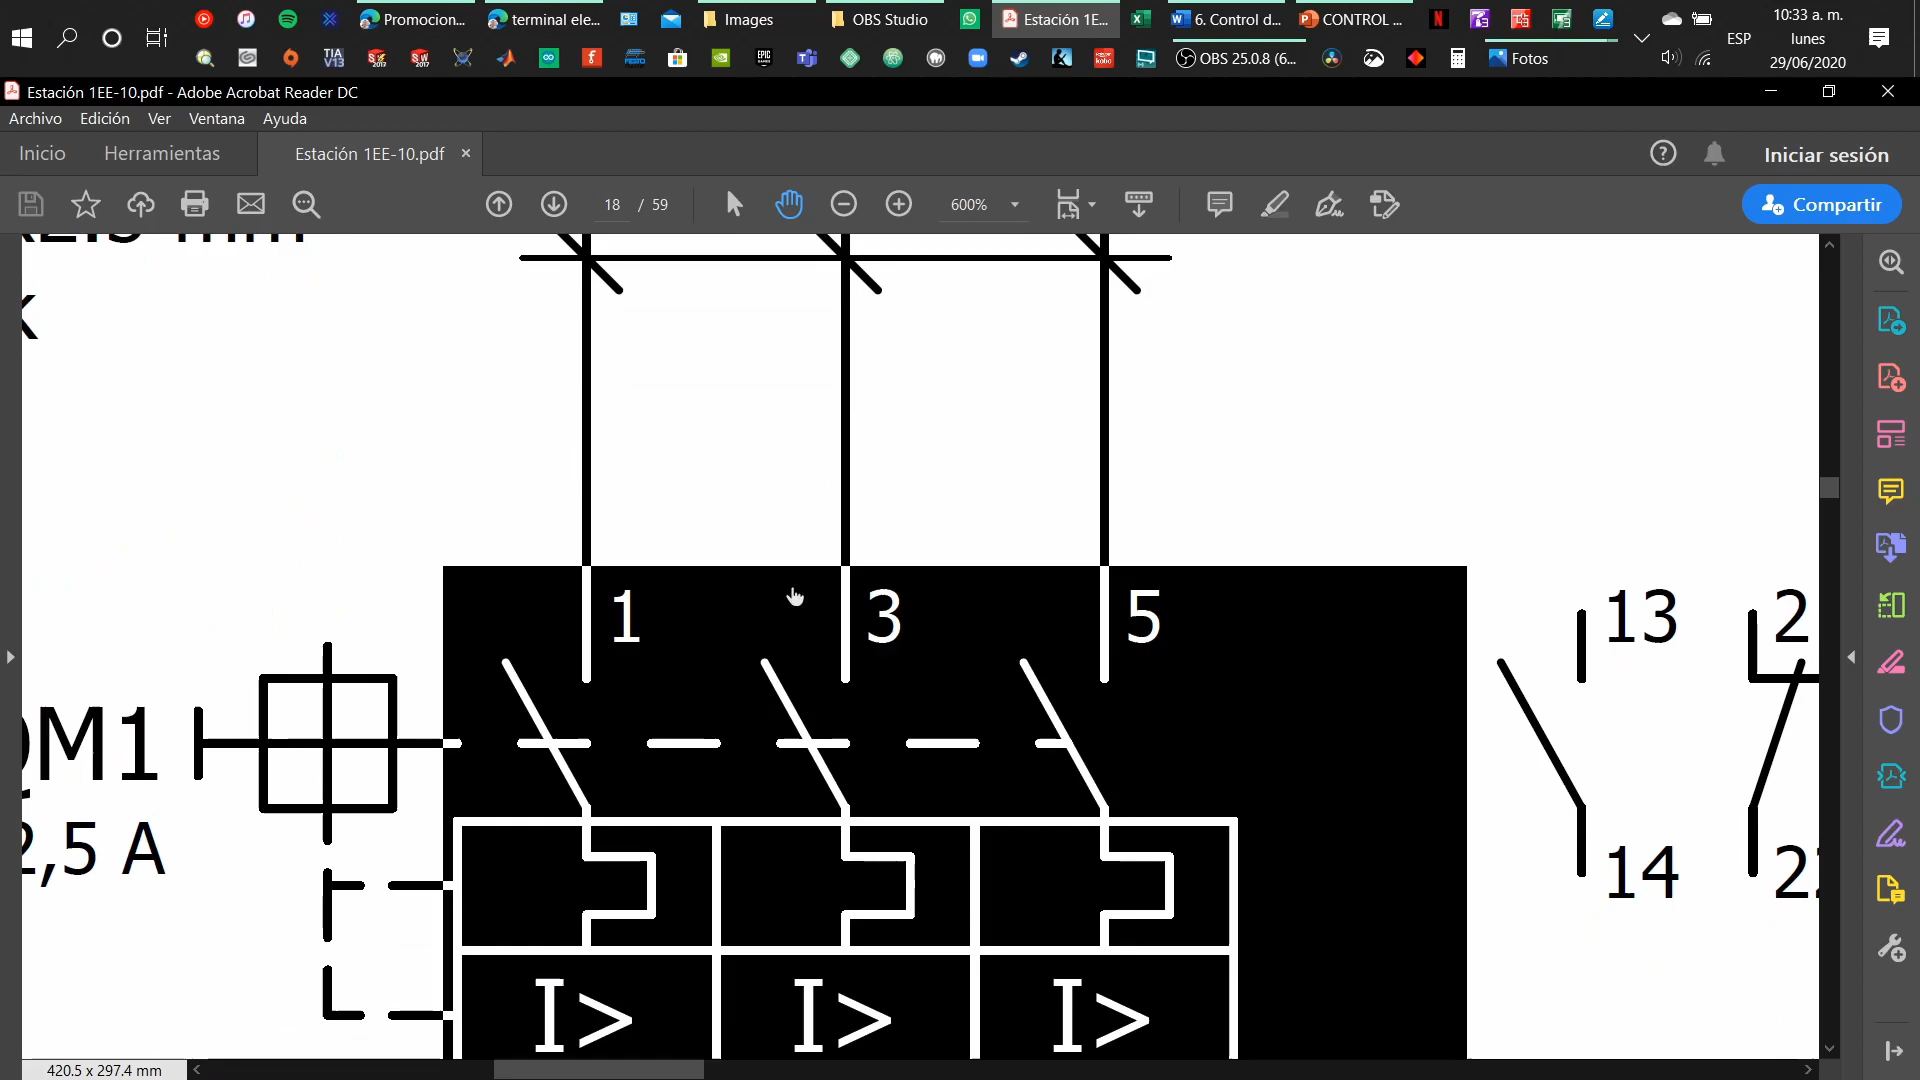 Promocion...
terminal ele...
Images
OBS Studio
Estación 1E...
6. Control d...
CONTROL ...
10:33 a. m.
lunes
29/06/2020
ESP
OBS 25.0.8 (6...
Fotos
Estación 1EE-10.pdf - Adobe Acrobat Reader DC
Archivo Edición Ver Ventana Ayuda
Inicio Herramientas Estación 1EE-10.pdf
Iniciar sesión
18 / 59
600%
Compartir
1 3 5
13
2
M1
2,5 A
14
I> I> I>
420.5 x 297.4 mm